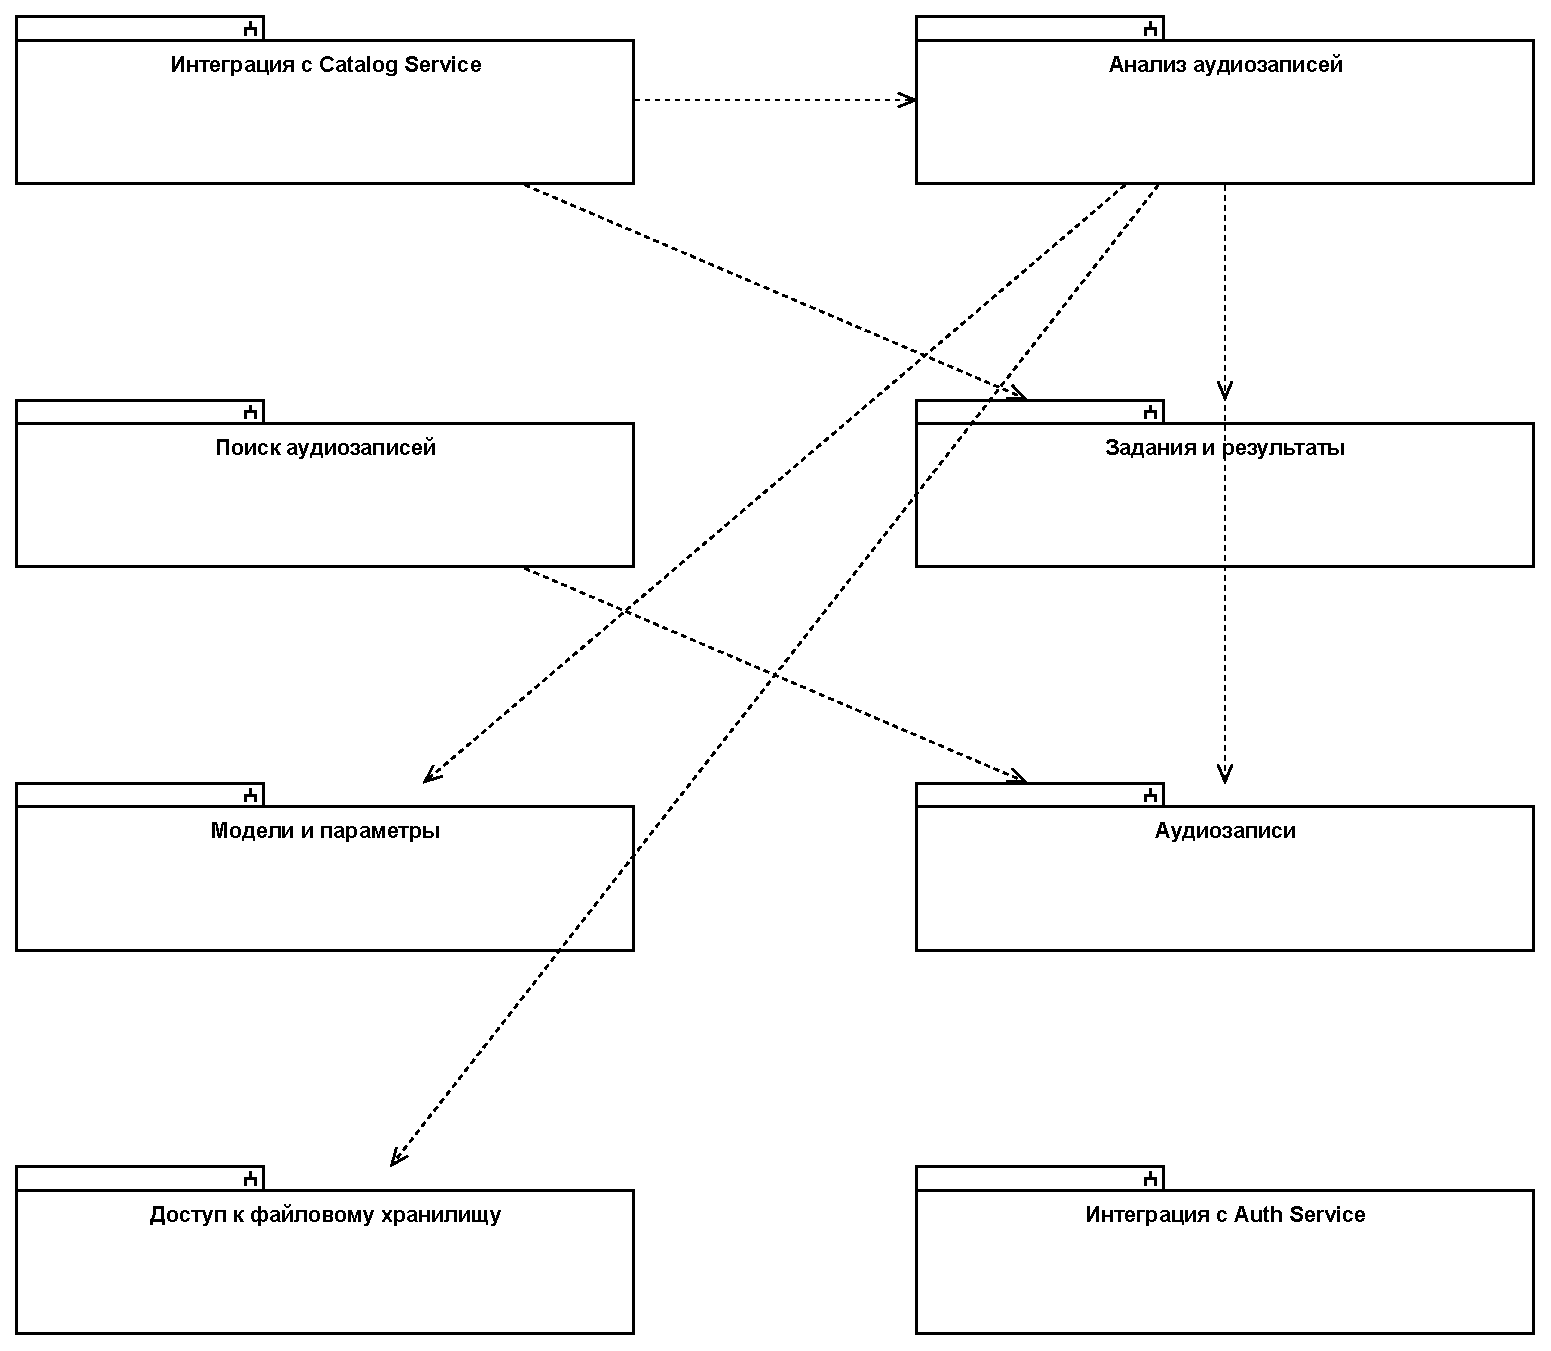 Интеграция с Catalog Service
Анализ аудиозаписей
Поиск аудиозаписей
Задания и результаты
Модели и параметры
Аудиозаписи
Доступ к файловому хранилищу
Интеграция с Auth Service